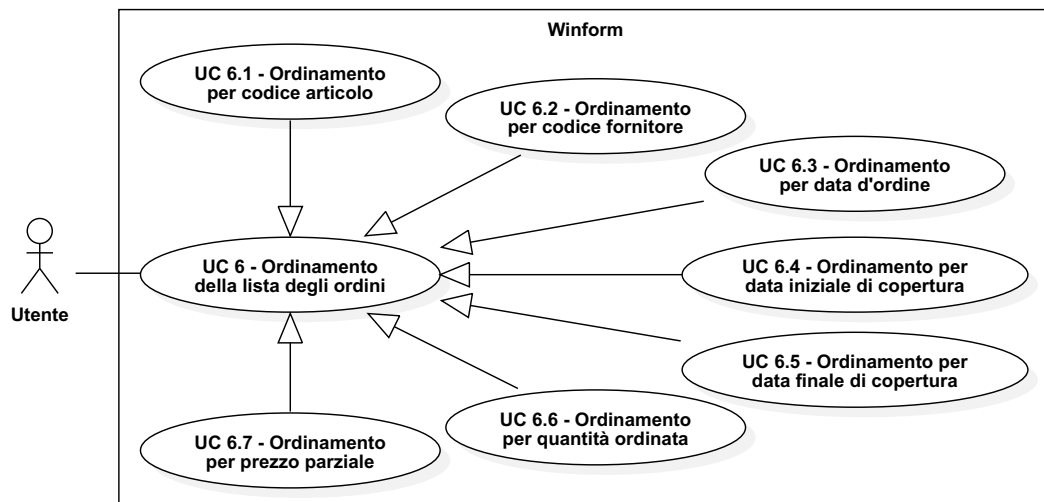 Winform
UC 6.1 - Ordinamento
per codice articolo
UC 6.2 - Ordinamento
per codice fornitore
UC 6.3 - Ordinamento
per data d'ordine
UC 6 - Ordinamento
della lista degli ordini
UC 6.4 - Ordinamento per
data iniziale di copertura
Utente
UC 6.5 - Ordinamento per
data finale di copertura
UC 6.6 - Ordinamento
per quantità ordinata
UC 6.7 - Ordinamento
per prezzo parziale